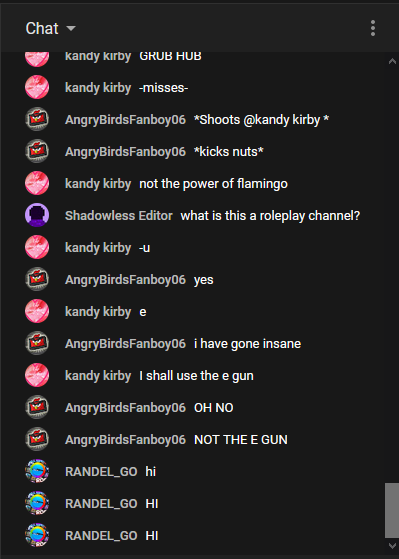 Chat
kandy kirby GRUB HUB
kandy kirby -misses-
AngryBirdsFanboy06 *Shoots @kandy kirby *
AngryBirdsFanboy06 *kicks nuts*
kandy kirby not the power of flamingo
Shadowless Editor what is this a roleplay channel?
kandy kirby -u
AngryBirdsFanboy06 yes
kandy kirby e
AngryBirdsFanboy06 i have gone insane
kandy kirby I shall use the e gun
AngryBirdsFanboy06 OH NO
AngryBirdsFanboy06 NOT THE E GUN
RANDEL_GO hi
RANDEL_GO HI
RANDEL_GO HI